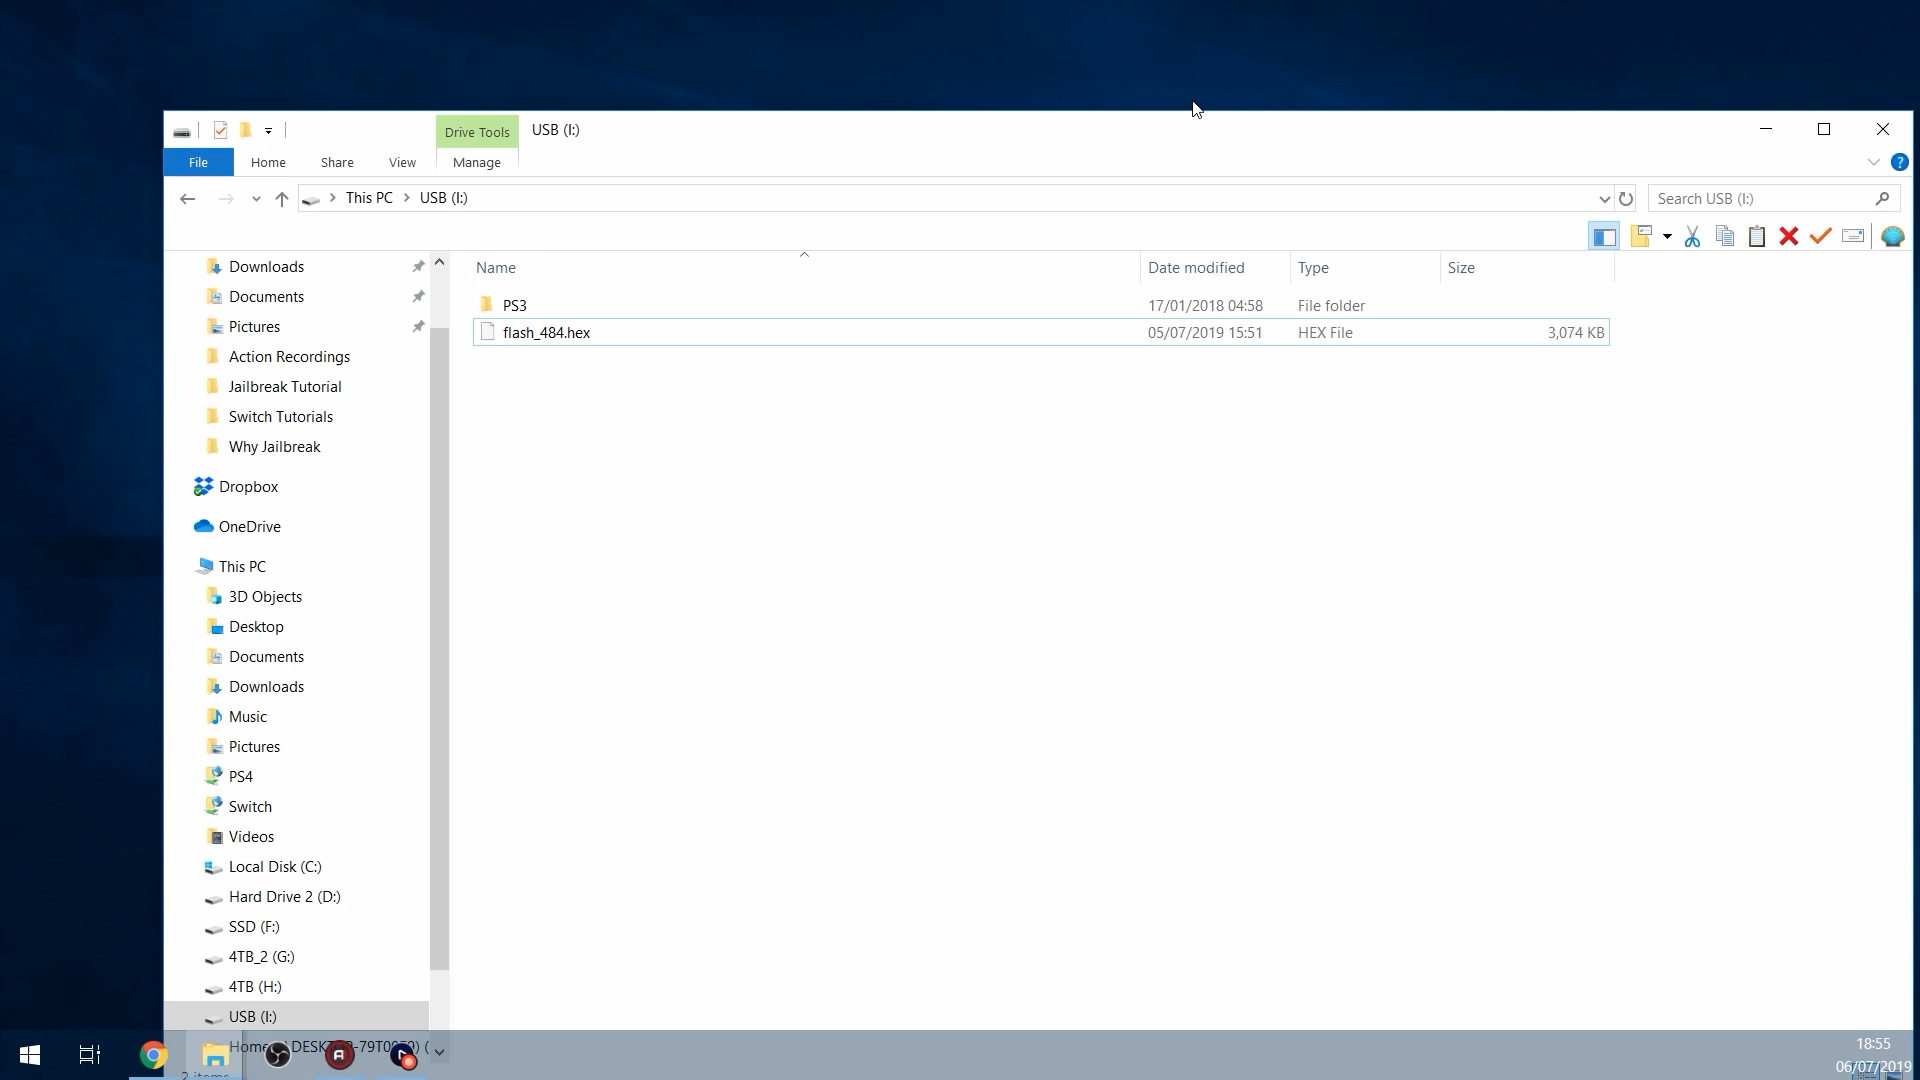 Drive Tools
USB (I:)
File
Home
Share
View
Manage
?
This PC
USB (I:)
Search USB (I:)
Name
Date modified
Type
Size
PS3
17/01/2018 04:58
File folder
flash_484.hex
05/07/2019 15:51
HEX File
3,074 KB
Downloads
Documents
Pictures
Action Recordings
Jailbreak Tutorial
Switch Tutorials
Why Jailbreak
Dropbox
OneDrive
This PC
3D Objects
Desktop
Documents
Downloads
Music
Pictures
PS4
Switch
Videos
Local Disk (C:)
Hard Drive 2 (D:)
SSD (F:)
4TB_2 (G:)
4TB (H:)
USB (I:)
2 items
18:55
06/07/2019